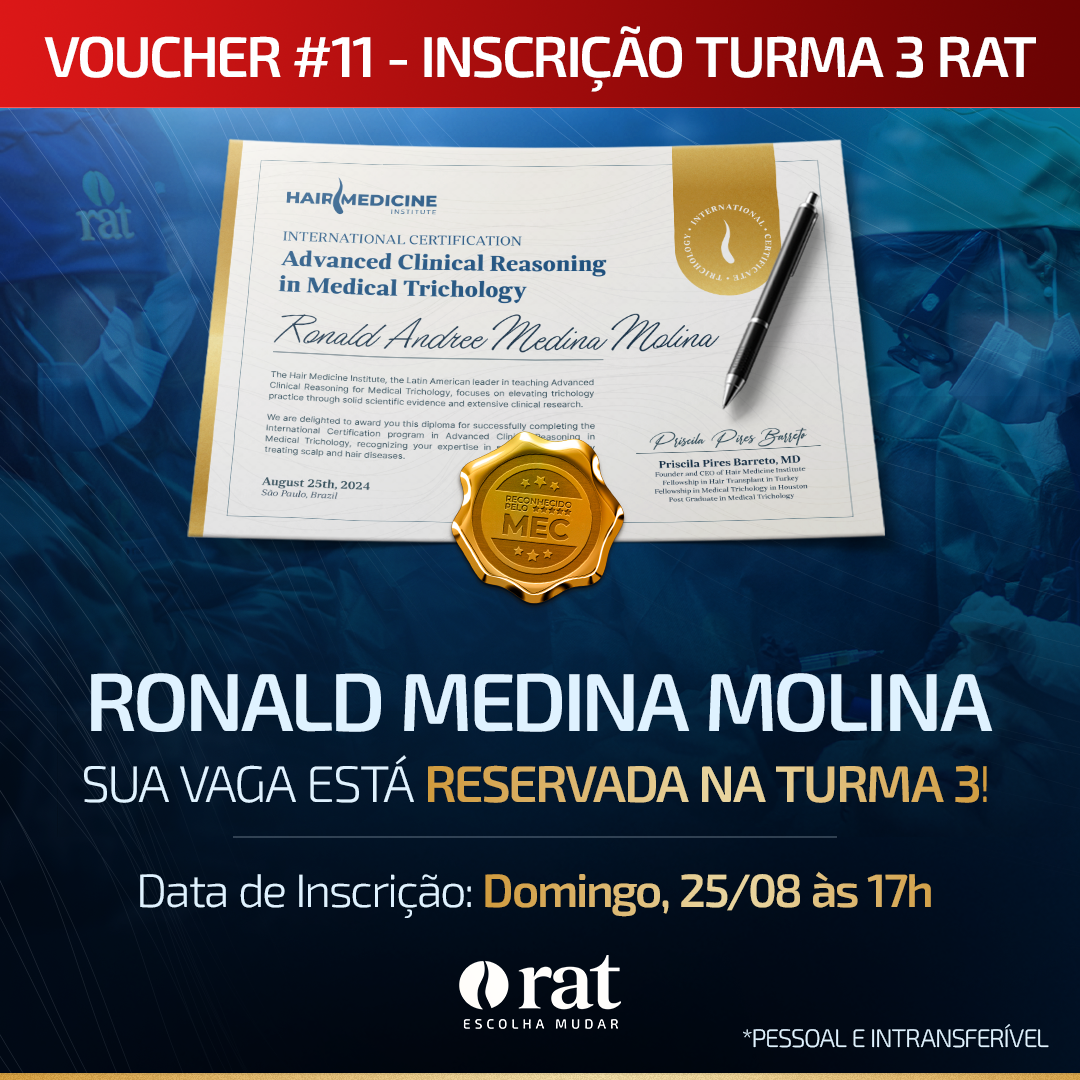 VOUCHER #11 - INSCRIÇÃO TURMA 3 RAT
rat
HAIR MEDICINE
INSTITUTE
INTERNATIONAL CERTIFICATION
Advanced Clinical Reasoning
in Medical Trichology
Ronald Andree Medina Molina
The Hair Medicine Institute, the Latin American leader in teaching Advanced
Clinical Reasoning for Medical Trichology, focuses on elevating trichology
practice through solid scientific evidence and extensive clinical research.
We are delighted to award you this diploma for successfully completing the
International Certification program in Advanced Reasoning in
Medical Trichology, recognizing your expertise in
treating scalp and hair diseases.
August 25th, 2024
São Paulo, Brazil
INTERNATIONAL • CERTIFICATE • TRICHOLOGY •
Priscila Pires Barreto
Priscila Pires Barreto, MD
Founder and CEO of Hair Medicine Institute
Fellowship in Hair Transplant in Turkey
Fellowship in Medical Trichology in Houston
Post Graduate in Medical Trichology
RECONHECIDO
PELO
MEC
RONALD MEDINA MOLINA
SUA VAGA ESTÁ RESERVADA NA TURMA 3!
Data de Inscrição: Domingo, 25/08 às 17h
rat
ESCOLHA MUDAR
*PESSOAL E INTRANSFERÍVEL